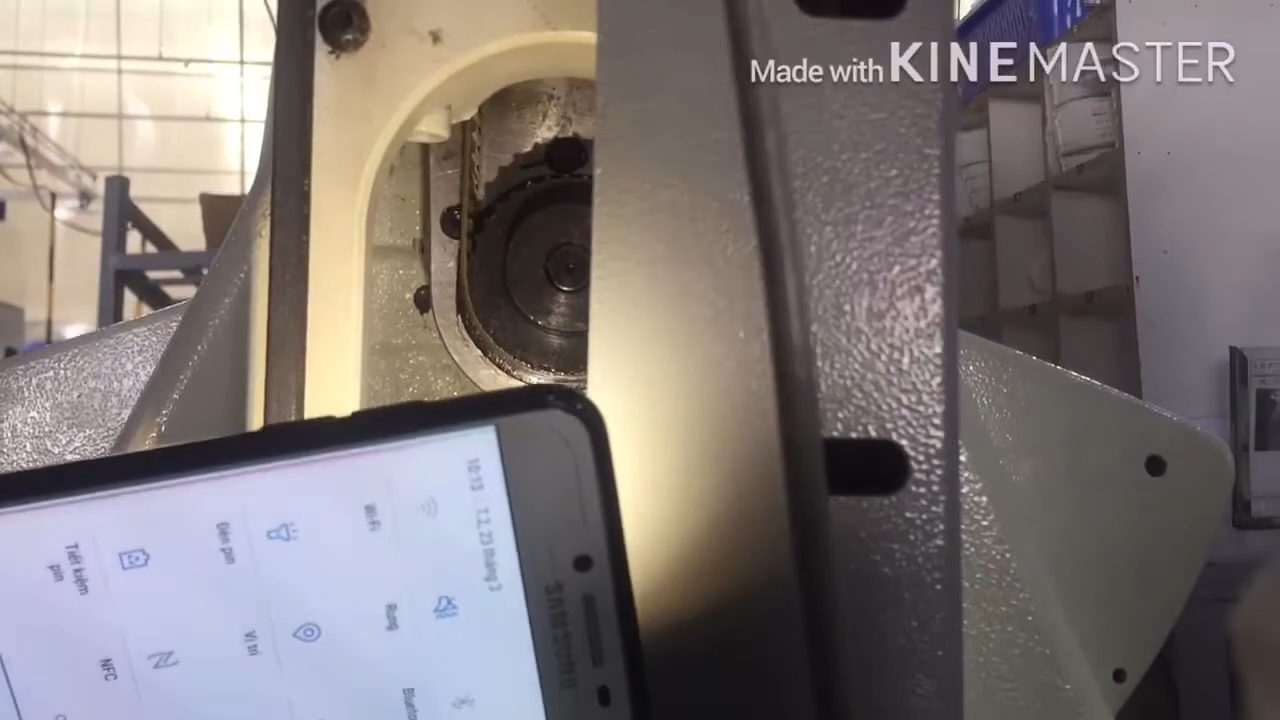 Made with KINEMASTER
10:13 T.2, 23 tháng 3
Wi-Fi
Rung
Đèn pin
Vị trí
Tiết kiệm
pin
NFC
SAMSUNG